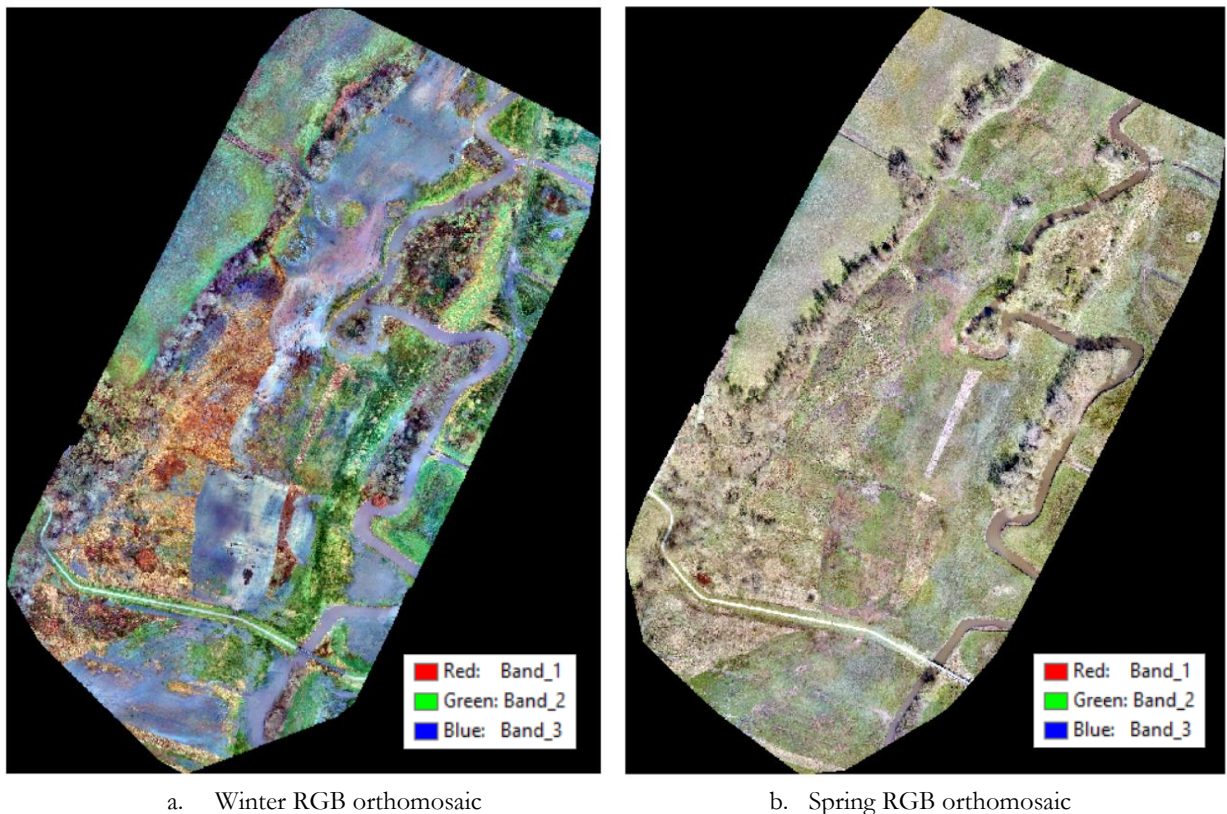 Red: Band_1
Green: Band_2
Blue: Band_3
Red: Band_1
Green: Band_2
Blue: Band_3
a. Winter RGB orthomosaic
b. Spring RGB orthomosaic